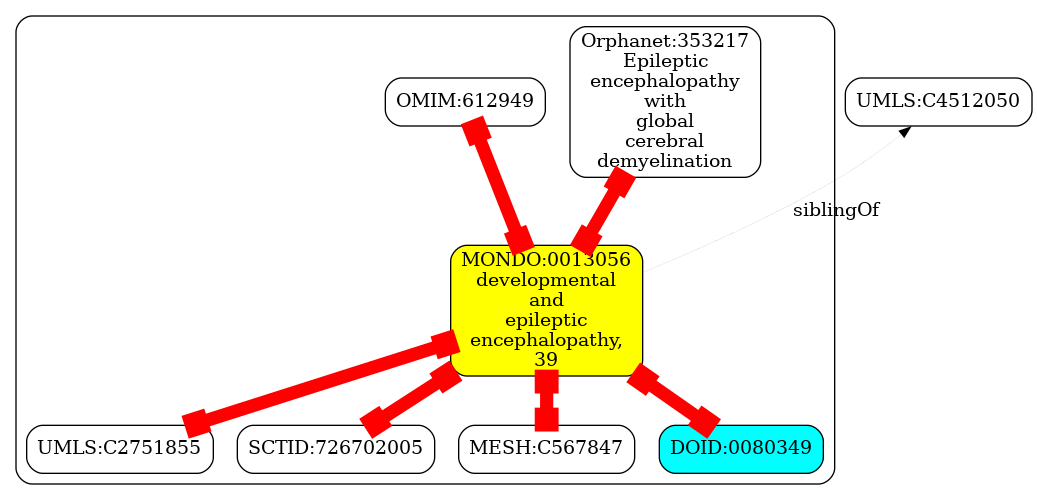 Orphanet:353217
Epileptic
encephalopathy
with
global
cerebral
demyelination
OMIM:612949
UMLS:C4512050
siblingOf
MONDO:0013056
developmental
and
epileptic
encephalopathy,
39
UMLS:C2751855
SCTID:726702005
MESH:C567847
DOID:0080349